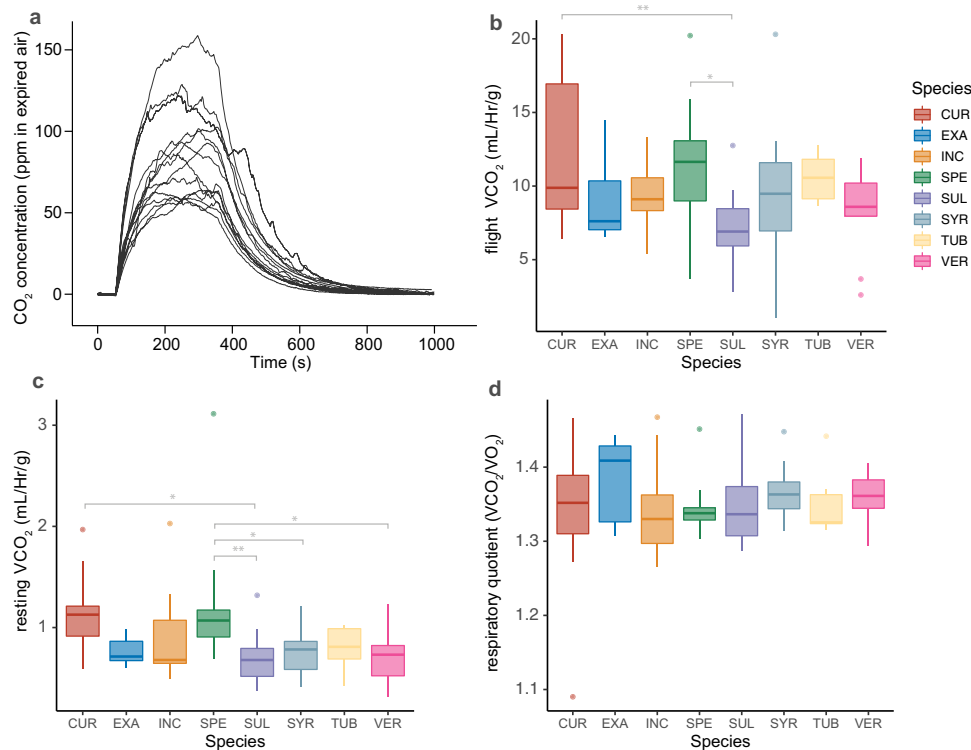 a
CO2 concentration (ppm in expired air)
150
100
50
0
0 200 400 600 800 1000
Time (s)
b
flight VCO2 (mL/Hr/g)
20
15
10
5
**
*
CUR EXA INC SPE SUL SYR TUB VER
Species
Species
CUR
EXA
INC
SPE
SUL
SYR
TUB
VER
c
resting VCO2 (mL/Hr/g)
3
2
1
*
*
*
**
CUR EXA INC SPE SUL SYR TUB VER
Species
d
respiratory quotient (VCO2/VO2)
1.4
1.3
1.2
1.1
CUR EXA INC SPE SUL SYR TUB VER
Species